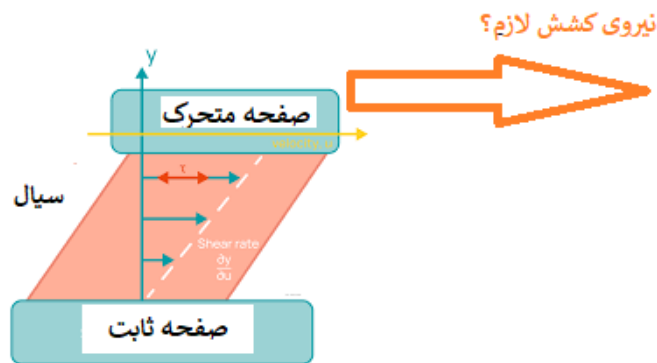 نیروی کشش لازم؟
y
صفحه متحرک
velocity, u
τ
سیال
Shear rate
∂y
∂u
صفحه ثابت